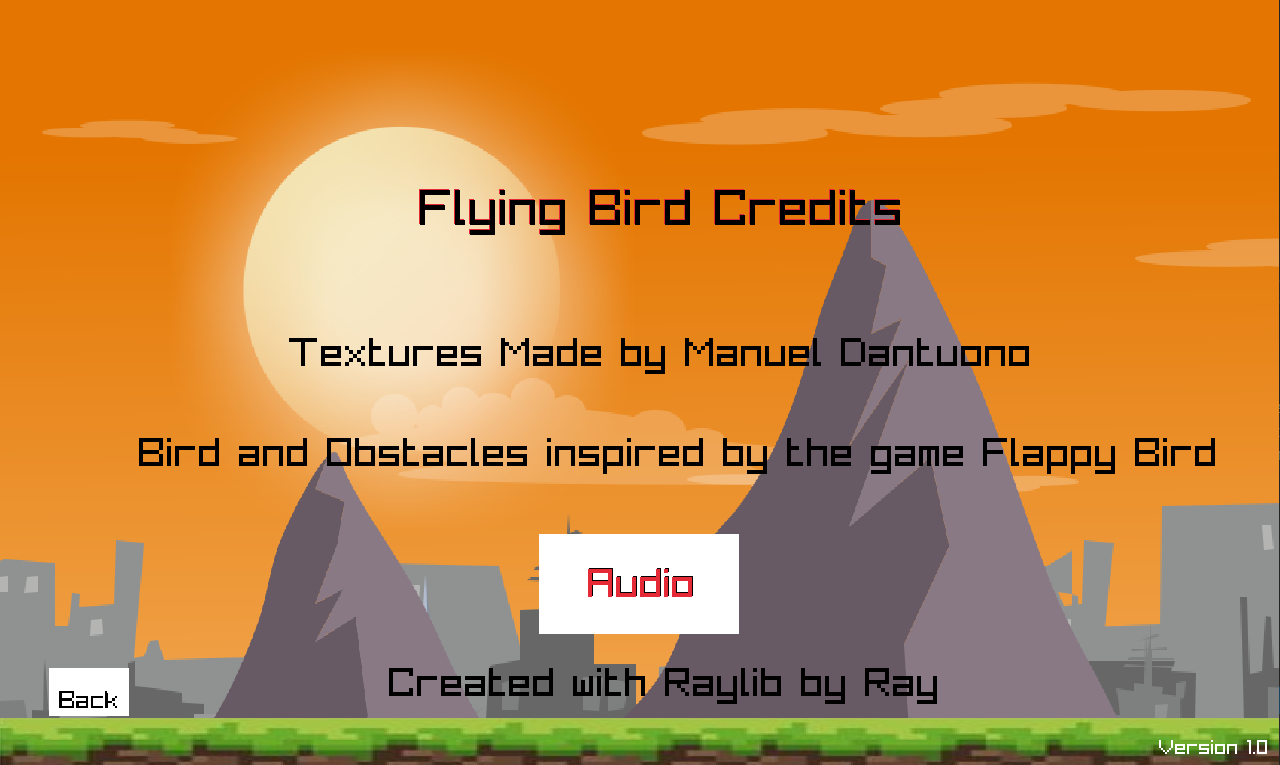 Flying Bird Credits
Textures Made by Manuel Dantuono
Bird and Obstacles inspired by the game Flappy Bird
Audio
Created with Raylib by Ray
Back
Version 1.0